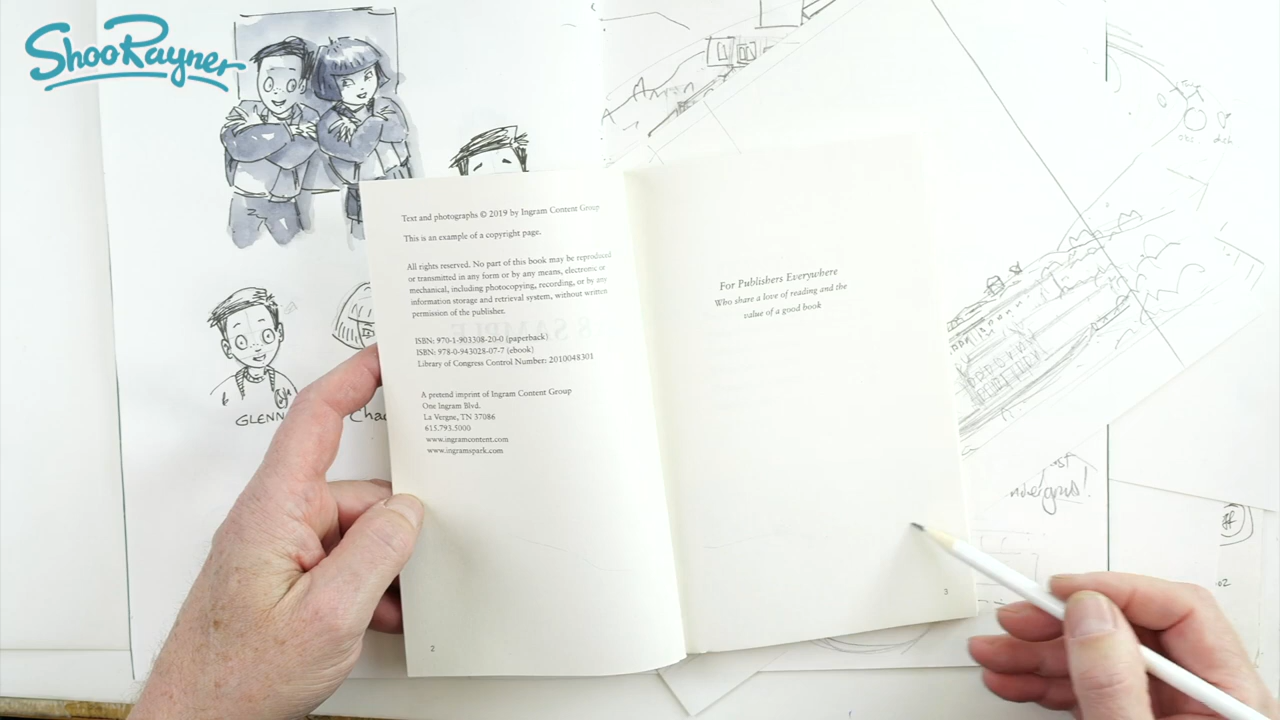 ShooRayner
Text and photographs © 2019 by Ingram Content Group
This is an example of a copyright page.
All rights reserved. No part of this book may be reproduced
or transmitted in any form or by any means, electronic or
mechanical, including photocopying, recording, or by any
information storage and retrieval system, without written
permission of the publisher.
ISBN: 970-1-903308-20-0 (paperback)
ISBN: 978-0-943028-07-7 (ebook)
Library of Congress Control Number: 2010048301
A pretend imprint of Ingram Content Group
One Ingram Blvd.
La Vergne, TN 37086
615.793.5000
www.ingramcontent.com
www.ingramspark.com
2
For Publishers Everywhere
Who share a love of reading and the
value of a good book
3
GLENN